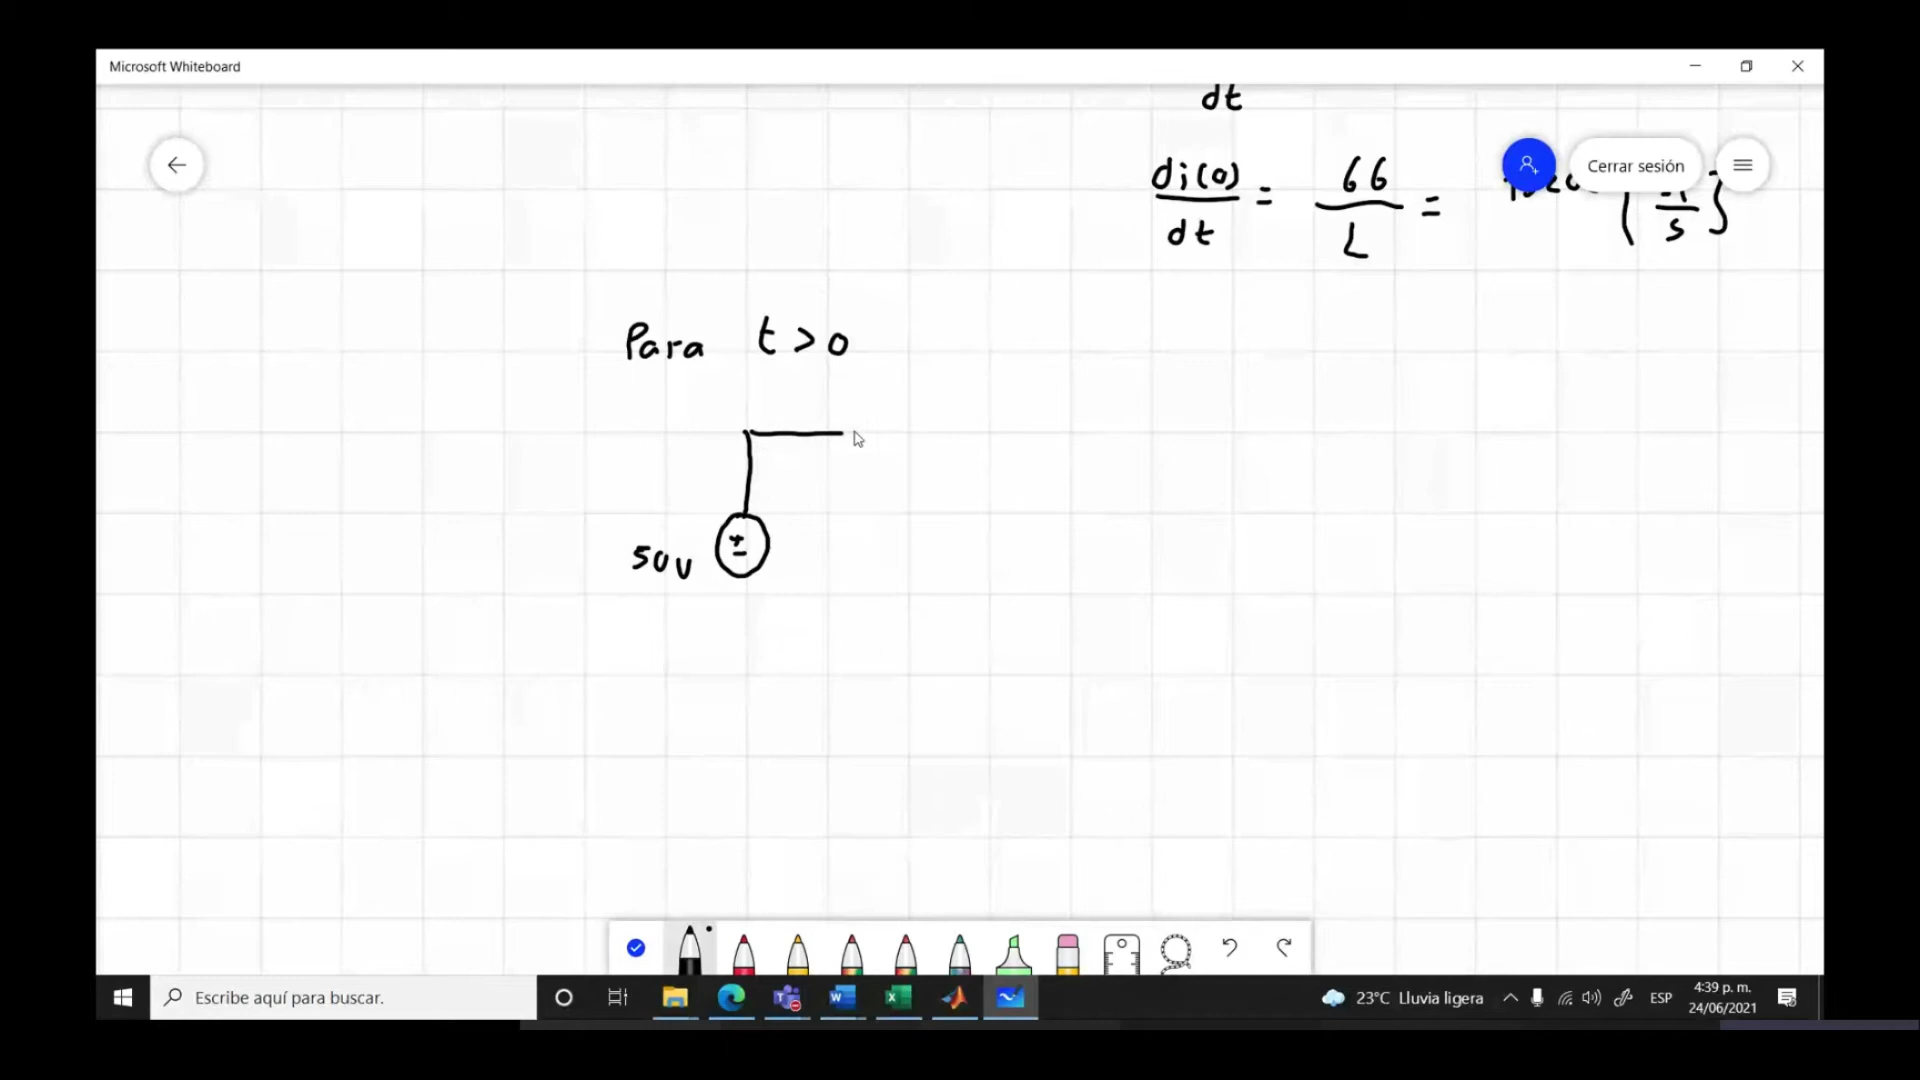 Microsoft Whiteboard
dt
Cerrar sesión
di(0)/dt = 66/L =
s
Para t > 0
50v
+
-
Escribe aquí para buscar.
23°C Lluvia ligera
ESP
4:39 p. m.
24/06/2021